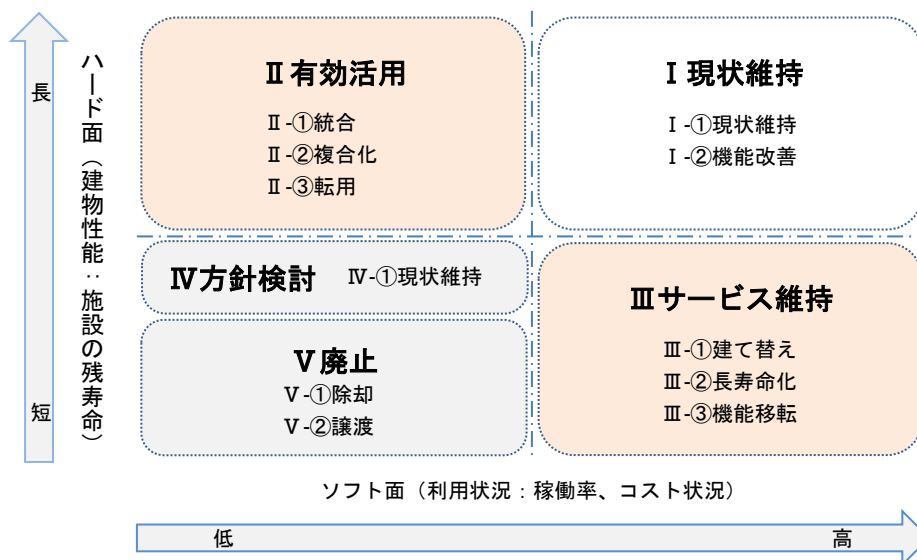 ハード面（建物性能：施設の残寿命）
長
短
Ⅱ有効活用
Ⅱ-①統合
Ⅱ-②複合化
Ⅱ-③転用
Ⅰ現状維持
Ⅰ-①現状維持
Ⅰ-②機能改善
Ⅳ方針検討 Ⅳ-①現状維持
Ⅴ廃止
Ⅴ-①除却
Ⅴ-②譲渡
Ⅲサービス維持
Ⅲ-①建て替え
Ⅲ-②長寿命化
Ⅲ-③機能移転
ソフト面（利用状況：稼働率、コスト状況）
低
高